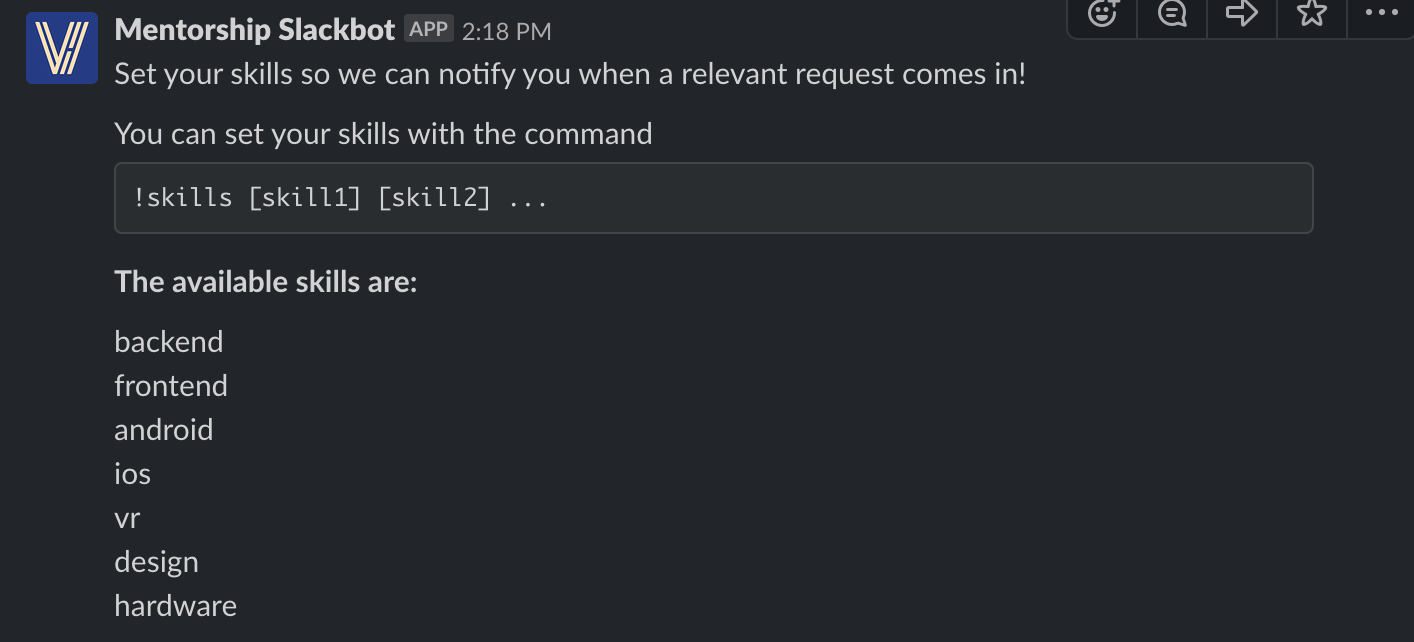 Mentorship Slackbot APP 2:18 PM
Set your skills so we can notify you when a relevant request comes in!
You can set your skills with the command
!skills [skill1] [skill2] ...
The available skills are:
backend
frontend
android
ios
vr
design
hardware